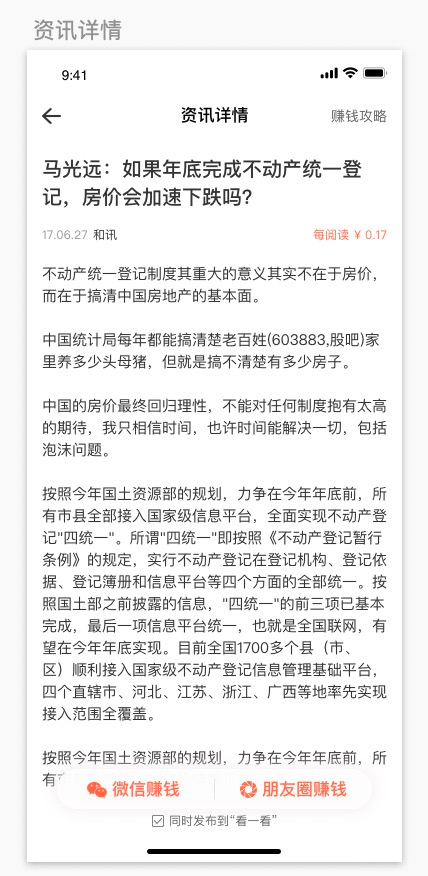 资讯详情
9:41
资讯详情
赚钱攻略
马光远：如果年底完成不动产统一登
记，房价会加速下跌吗？
17.06.27 和讯
每阅读 ¥ 0.17
不动产统一登记制度其重大的意义其实不在于房价，
而在于搞清中国房地产的基本面。
中国统计局每年都能搞清楚老百姓(603883,股吧)家
里养多少头母猪，但就是搞不清楚有多少房子。
中国的房价最终回归理性，不能对任何制度抱有太高
的期待，我只相信时间，也许时间能解决一切，包括
泡沫问题。
按照今年国土资源部的规划，力争在今年年底前，所
有市县全部接入国家级信息平台，全面实现不动产登
记"四统一"。所谓"四统一"即按照《不动产登记暂行
条例》的规定，实行不动产登记在登记机构、登记依
据、登记簿册和信息平台等四个方面的全部统一。按
照国土部之前披露的信息，"四统一"的前三项已基本
完成，最后一项信息平台统一，也就是全国联网，有
望在今年年底实现。目前全国1700多个县（市、
区）顺利接入国家级不动产登记信息管理基础平台，
四个直辖市、河北、江苏、浙江、广西等地率先实现
接入范围全覆盖。
按照今年国土资源部的规划，力争在今年年底前，所
有
微信赚钱
朋友圈赚钱
同时发布到“看一看”